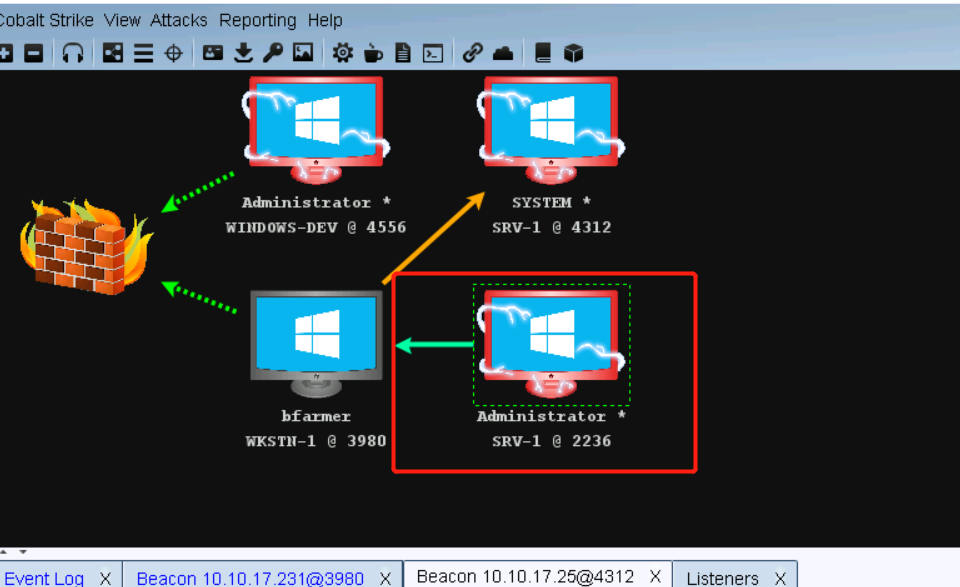 Cobalt Strike View Attacks Reporting Help
Administrator *
WINDOWS-DEV @ 4556
SYSTEM *
SRV-1 @ 4312
bfarmer
WKSTN-1 @ 3980
Administrator *
SRV-1 @ 2236
Event Log X Beacon 10.10.17.231@3980 X Beacon 10.10.17.25@4312 X Listeners X